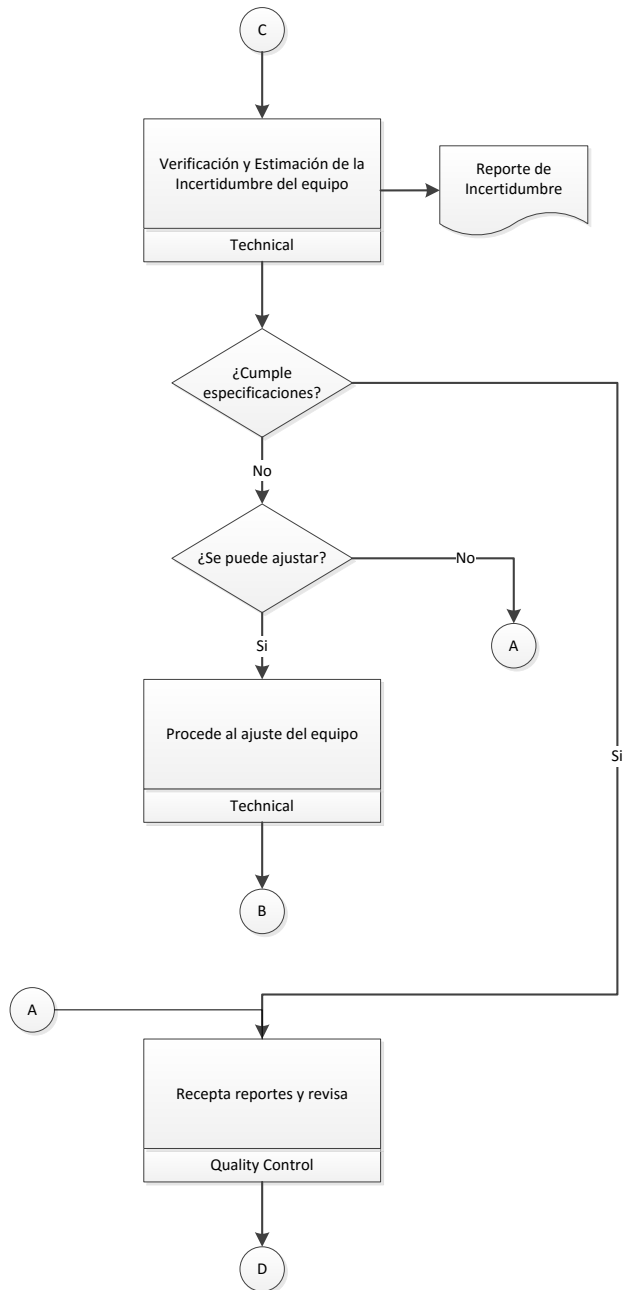 C
Verificación y Estimación de la
Incertidumbre del equipo
Technical
Reporte de
Incertidumbre
¿Cumple
especificaciones?
No
¿Se puede ajustar?
No
A
Si
Procede al ajuste del equipo
Technical
Si
B
A
Recepta reportes y revisa
Quality Control
D